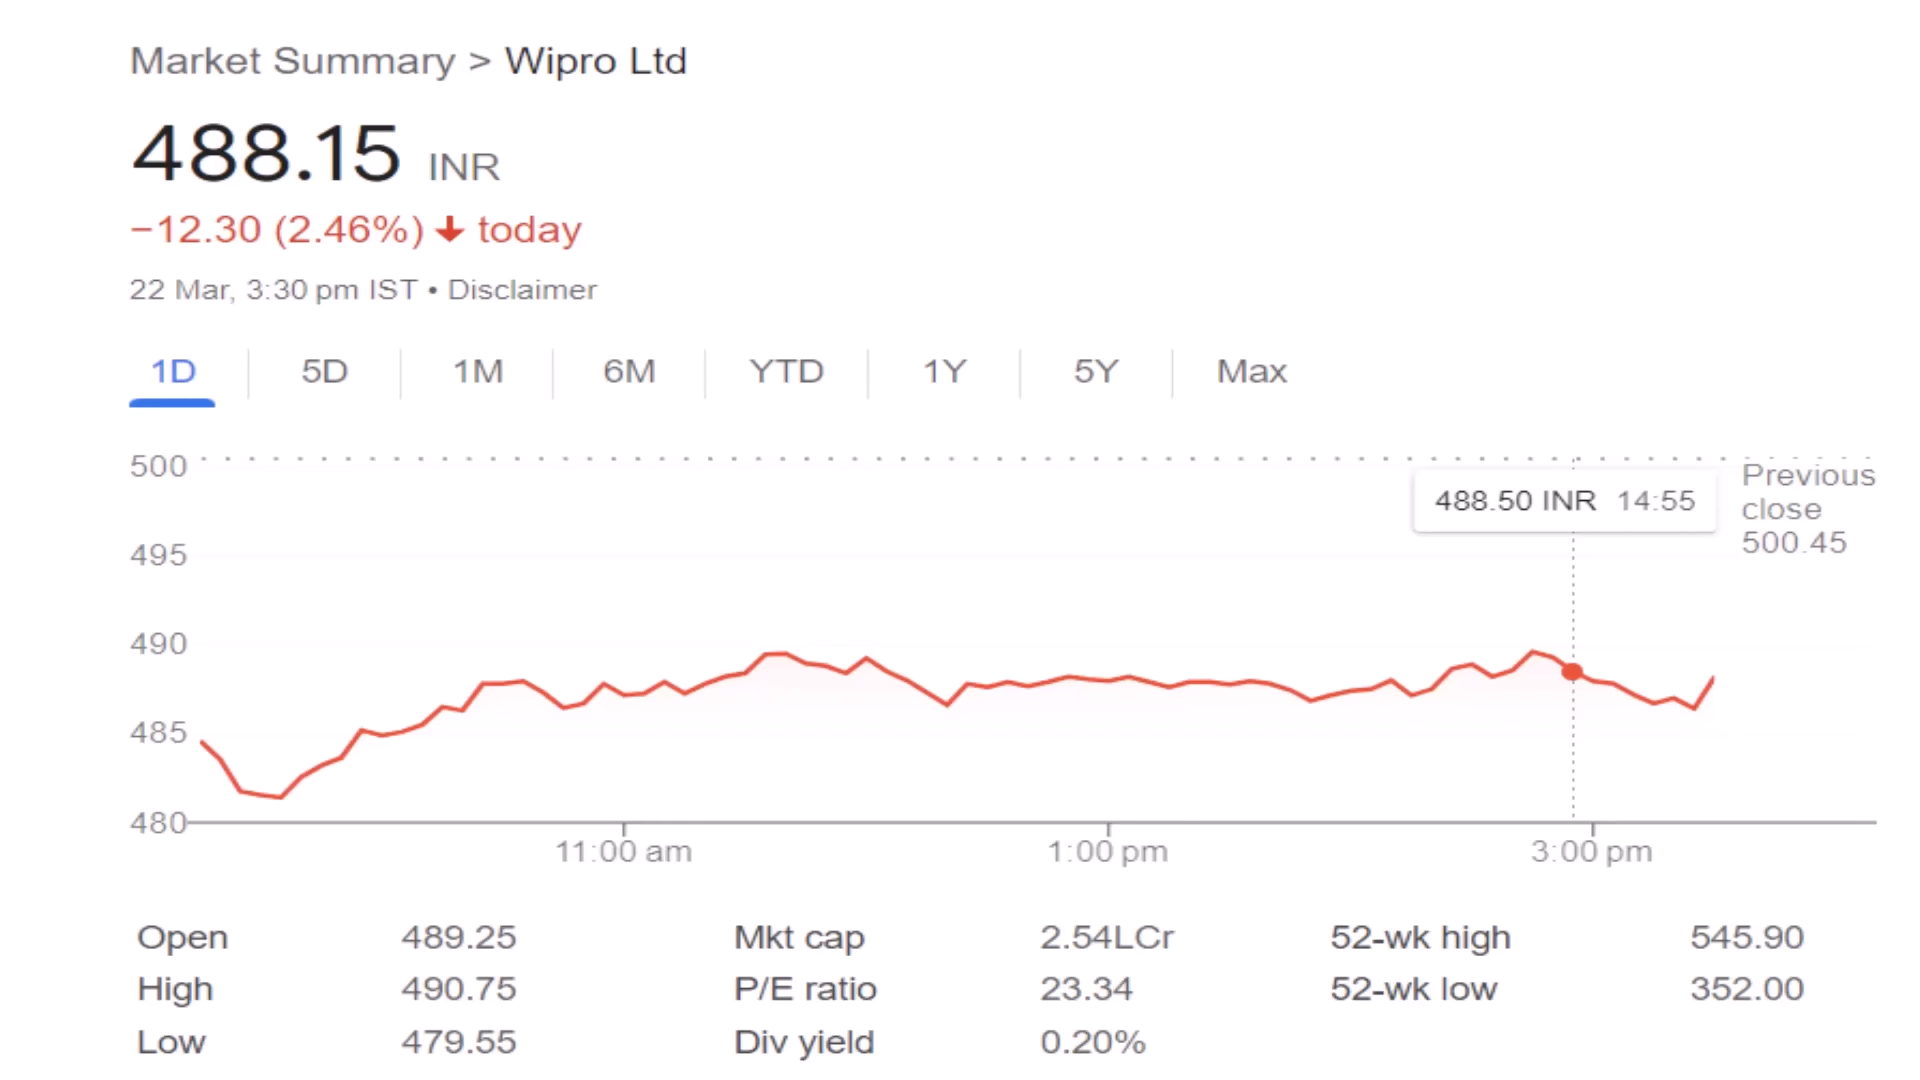 Market Summary > Wipro Ltd
488.15 INR
−12.30 (2.46%) ↓ today
22 Mar, 3:30 pm IST • Disclaimer
1D 5D 1M 6M YTD 1Y 5Y Max
500
488.50 INR 14:55
Previous
close
500.45
495
490
485
480
11:00 am 1:00 pm 3:00 pm
Open 489.25 Mkt cap 2.54LCr 52-wk high 545.90
High 490.75 P/E ratio 23.34 52-wk low 352.00
Low 479.55 Div yield 0.20%